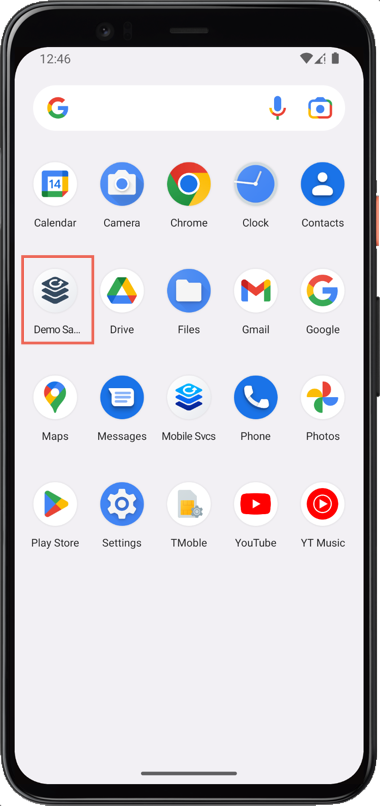 12:46
Calendar Camera Chrome Clock Contacts
Demo Sa... Drive Files Gmail Google
Maps Messages Mobile Svcs Phone Photos
Play Store Settings TMoble YouTube YT Music